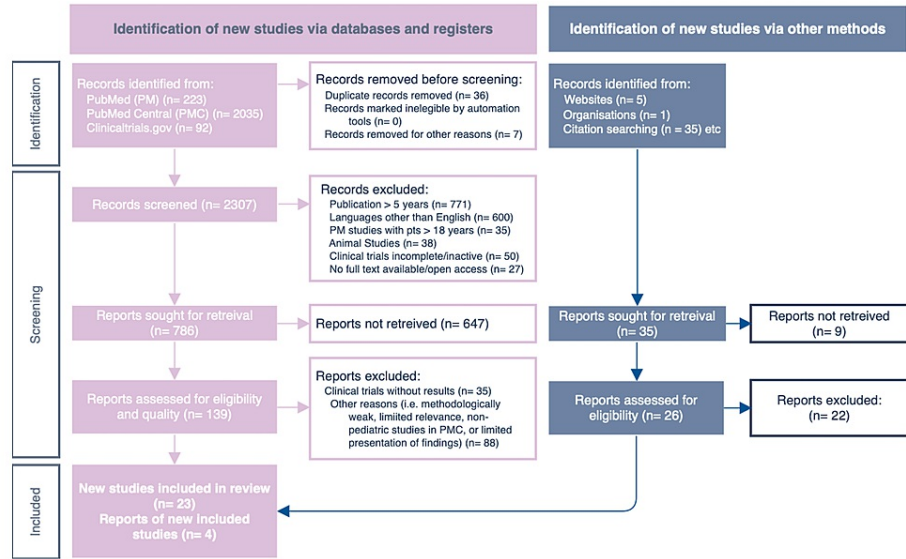 Identification of new studies via databases and registers
Identification of new studies via other methods
Identification
Records identified from:
PubMed (PM) (n= 223)
PubMed Central (PMC) (n= 2035)
Clinicaltrials.gov (n= 92)
Records removed before screening:
Duplicate records removed (n= 36)
Records marked inelegible by automation
tools (n= 0)
Records removed for other reasons (n= 7)
Records identified from:
Websites (n= 5)
Organisations (n= 1)
Citation searching (n= 35) etc
Screening
Records screened (n= 2307)
Records excluded:
Publication > 5 years (n= 771)
Languages other than English (n= 600)
PM studies with pts > 18 years (n= 35)
Animal Studies (n= 38)
Clinical trials incomplete/inactive (n= 50)
No full text available/open access (n= 27)
Reports sought for retreival
(n= 786)
Reports not retreived (n= 647)
Reports sought for retreival
(n= 35)
Reports not retreived
(n= 9)
Reports assessed for eligibility
and quality (n= 139)
Reports excluded:
Clinical trials without results (n= 35)
Other reasons (i.e. methodologically
weak, limiited relevance, non-
pediatric studies in PMC, or limited
presentation of findings) (n= 88)
Reports assessed for
eligibility (n= 26)
Reports excluded:
(n= 22)
Included
New studies included in review
(n= 23)
Reports of new included
studies (n= 4)